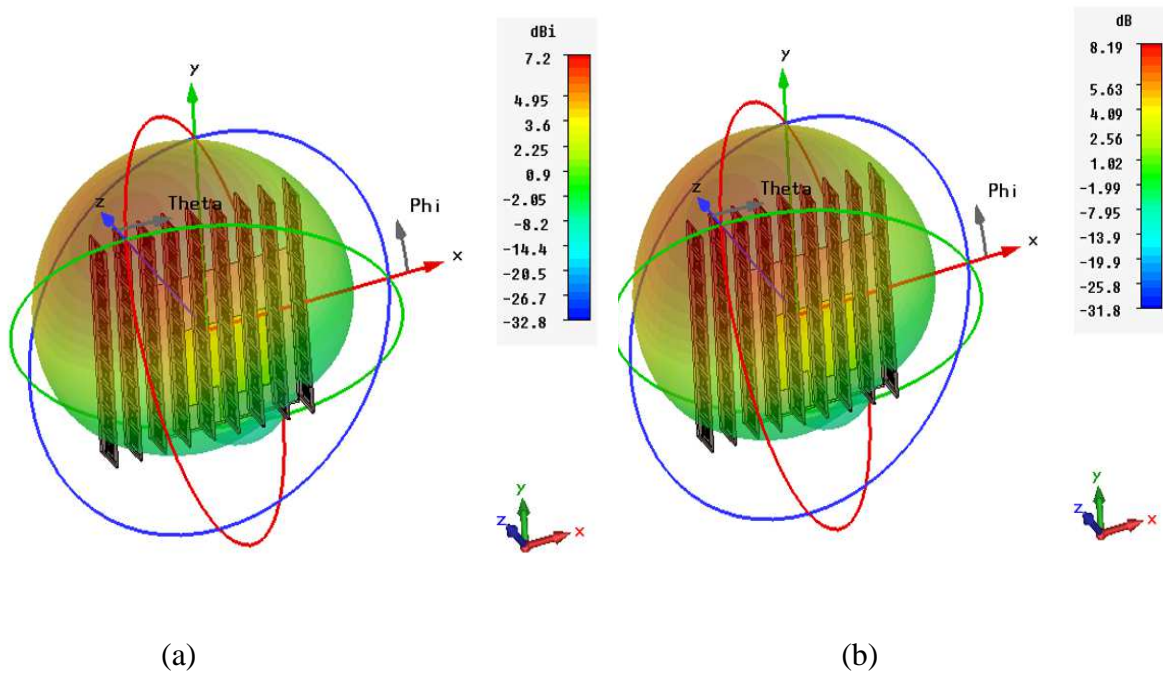 dBi
7.2
4.95
3.6
2.25
0.9
-2.05
-8.2
-14.4
-20.5
-26.7
-32.8
y
z
Theta
Phi
x
y
z
x
(a)
dB
8.19
5.63
4.09
2.56
1.02
-1.99
-7.95
-13.9
-19.9
-25.8
-31.8
y
z
Theta
Phi
x
y
z
x
(b)